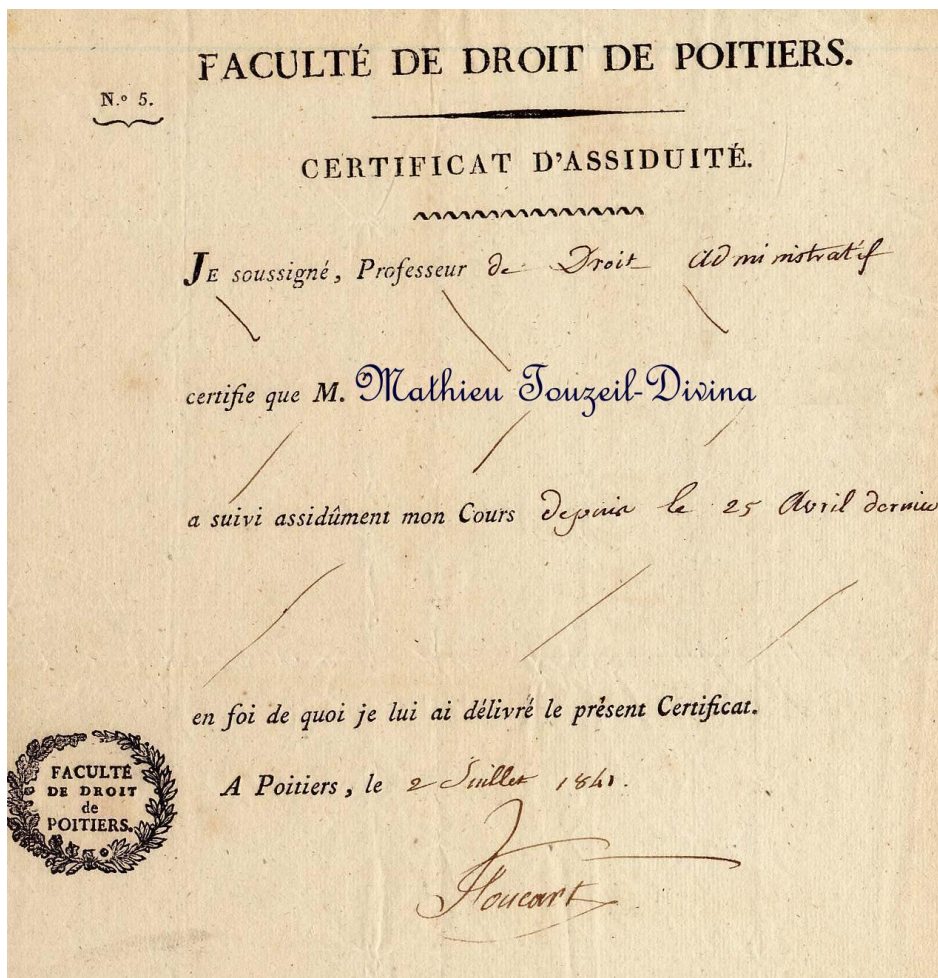 FACULTÉ DE DROIT DE POITIERS.
N.º 5.
CERTIFICAT D'ASSIDUITÉ.
JE soussigné, Professeur de Droit Administratif
certifie que M. Mathieu Touzeil-Divina
a suivi assidûment mon Cours depuis le 25 Avril dernier
en foi de quoi je lui ai délivré le présent Certificat.
A Poitiers, le 2 Juillet 1841.
Foucart
FACULTÉ
DE DROIT
de
POITIERS.